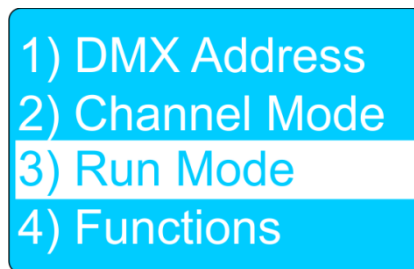 1) DMX Address
2) Channel Mode
3) Run Mode
4) Functions